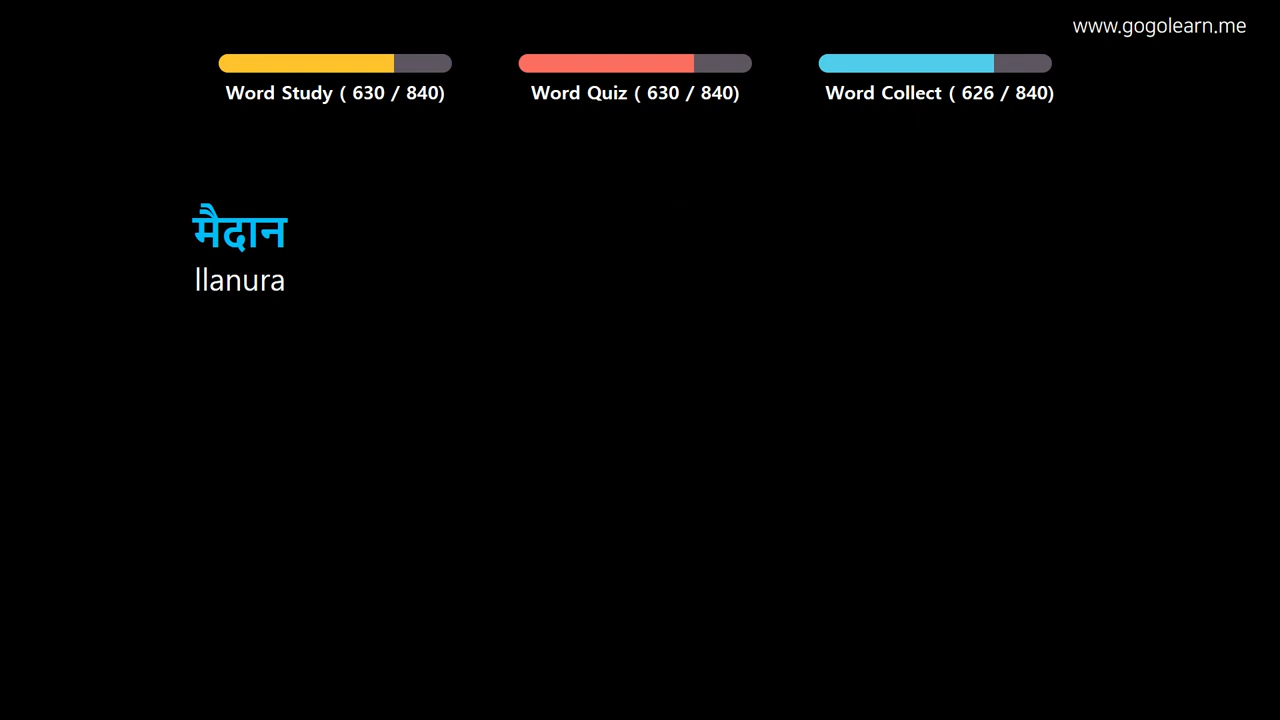 www.gogolearn.me
Word Study ( 630 / 840)
Word Quiz ( 630 / 840)
Word Collect ( 626 / 840)
मैदान
llanura